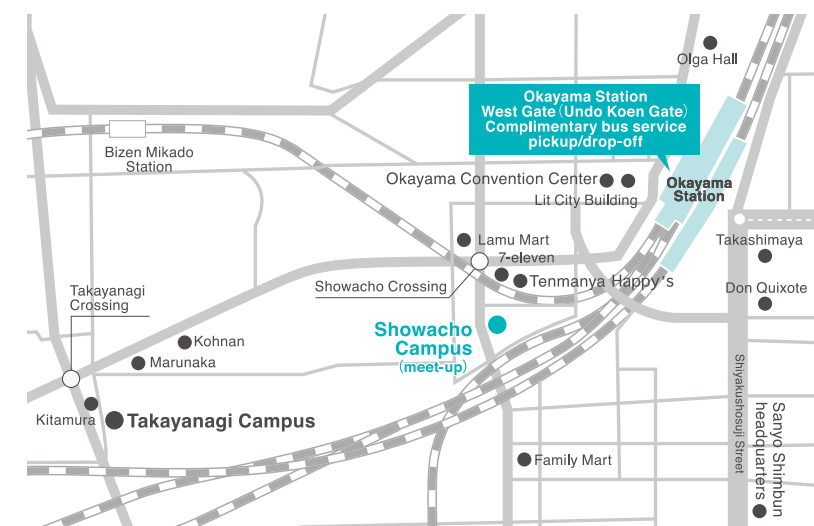 Olga Hall
Okayama Station
West Gate(Undo Koen Gate)
Complimentary bus service
pickup/drop-off
Bizen Mikado
Station
Okayama Convention Center
Lit City Building
Okayama
Station
Lamu Mart
7-eleven
Takashimaya
Showacho Crossing
Tenmanya Happy's
Don Quixote
Takayanagi
Crossing
Showacho
Campus
(meet-up)
Kohnan
Marunaka
Kitamura
Takayanagi Campus
Shiyakushosuji Street
Family Mart
Sanyo Shimbun
headquarters